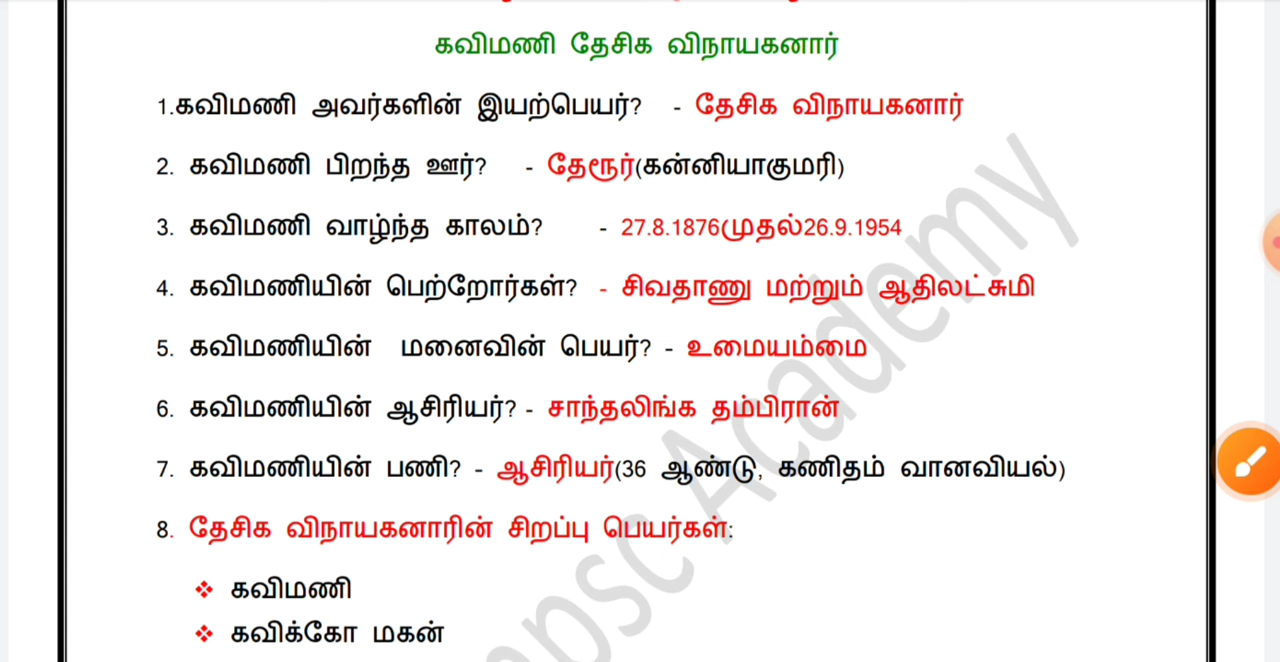 கவிமணி தேசிக விநாயகனார்
1.கவிமணி அவர்களின் இயற்பெயர்? - தேசிக விநாயகனார்
2. கவிமணி பிறந்த ஊர்? - தேரூர்(கன்னியாகுமரி)
3. கவிமணி வாழ்ந்த காலம்? - 27.8.1876முதல்26.9.1954
4. கவிமணியின் பெற்றோர்கள்? - சிவதாணு மற்றும் ஆதிலட்சுமி
5. கவிமணியின் மனைவின் பெயர்? - உமையம்மை
6. கவிமணியின் ஆசிரியர்? - சாந்தலிங்க தம்பிரான்
7. கவிமணியின் பணி? - ஆசிரியர்(36 ஆண்டு, கணிதம் வானவியல்)
8. தேசிக விநாயகனாரின் சிறப்பு பெயர்கள்:
❖ கவிமணி
❖ கவிக்கோ மகன்
psc Academy